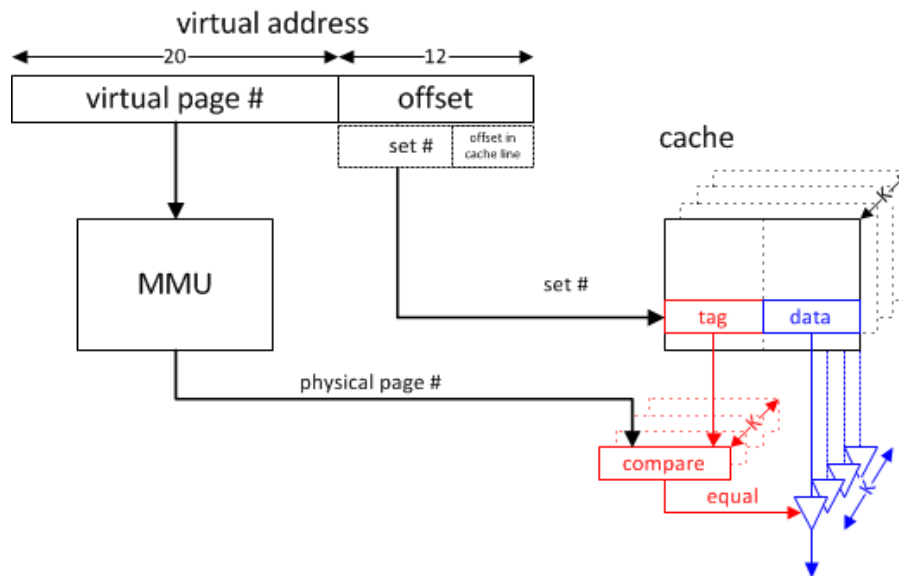 virtual address
20
12
virtual page #
offset
set #
offset in
cache line
cache
K
MMU
set #
tag
data
physical page #
K
compare
equal
K